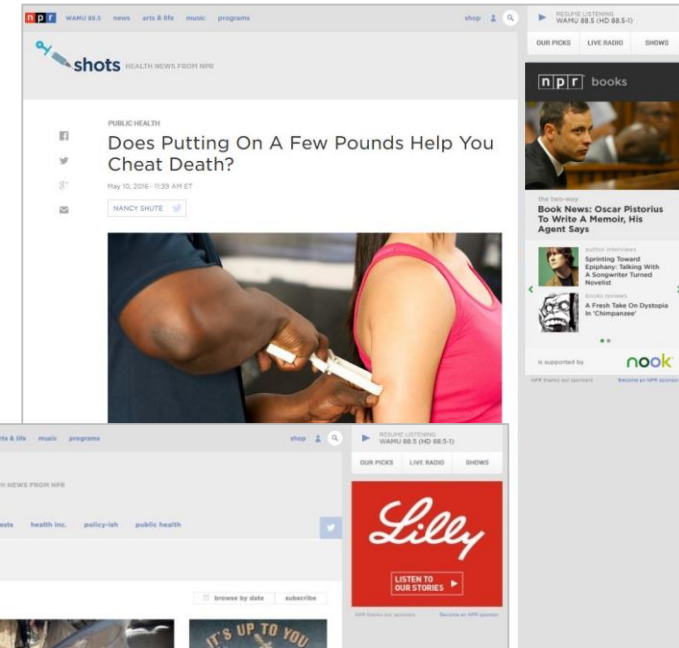 npr WAMU 88.5 news arts & life music programs shop
shots HEALTH NEWS FROM NPR
PUBLIC HEALTH
Does Putting On A Few Pounds Help You
Cheat Death?
May 10, 2016 · 11:39 AM ET
NANCY SHUTE
RESUME LISTENING
WAMU 88.5 (HD 88.5-1)
OUR PICKS LIVE RADIO SHOWS
npr books
the two-way
Book News: Oscar Pistorius
To Write A Memoir, His
Agent Says
author interviews
Sprinting Toward
Epiphany: Talking With
A Songwriter Turned
Novelist
books reviews
A Fresh Take On Dystopia
In 'Chimpanzee'
is supported by nook
NPR thanks our sponsors Become an NPR sponsor
arts & life music programs shop
NEWS FROM NPR
health inc. policy-ish public health
browse by date subscribe
IT'S UP TO YOU
RESUME LISTENING
WAMU 88.5 (HD 88.5-1)
OUR PICKS LIVE RADIO SHOWS
Lilly
LISTEN TO
OUR STORIES
NPR thanks our sponsors Become an NPR sponsor